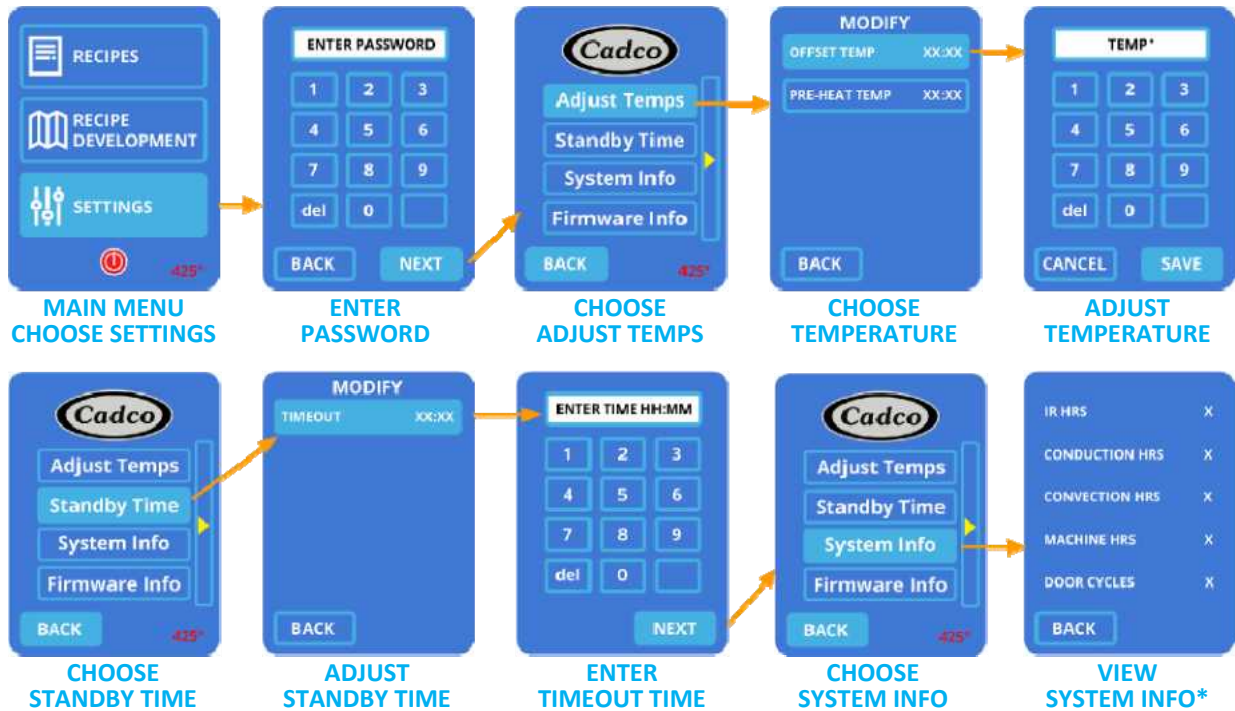 RECIPES
RECIPE
DEVELOPMENT
SETTINGS
425°
MAIN MENU
CHOOSE SETTINGS
ENTER PASSWORD
1 2 3
4 5 6
7 8 9
del 0
BACK NEXT
ENTER
PASSWORD
Cadco
Adjust Temps
Standby Time
System Info
Firmware Info
BACK 425°
CHOOSE
ADJUST TEMPS
MODIFY
OFFSET TEMP XX:XX
PRE-HEAT TEMP XX:XX
BACK
CHOOSE
TEMPERATURE
TEMP°
1 2 3
4 5 6
7 8 9
del 0
CANCEL SAVE
ADJUST
TEMPERATURE
Cadco
Adjust Temps
Standby Time
System Info
Firmware Info
BACK 425°
CHOOSE
STANDBY TIME
MODIFY
TIMEOUT XX:XX
BACK
ADJUST
STANDBY TIME
ENTER TIME HH:MM
1 2 3
4 5 6
7 8 9
del 0
NEXT
ENTER
TIMEOUT TIME
Cadco
Adjust Temps
Standby Time
System Info
Firmware Info
BACK 425°
CHOOSE
SYSTEM INFO
IR HRS X
CONDUCTION HRS X
CONVECTION HRS X
MACHINE HRS X
DOOR CYCLES X
BACK
VIEW
SYSTEM INFO*